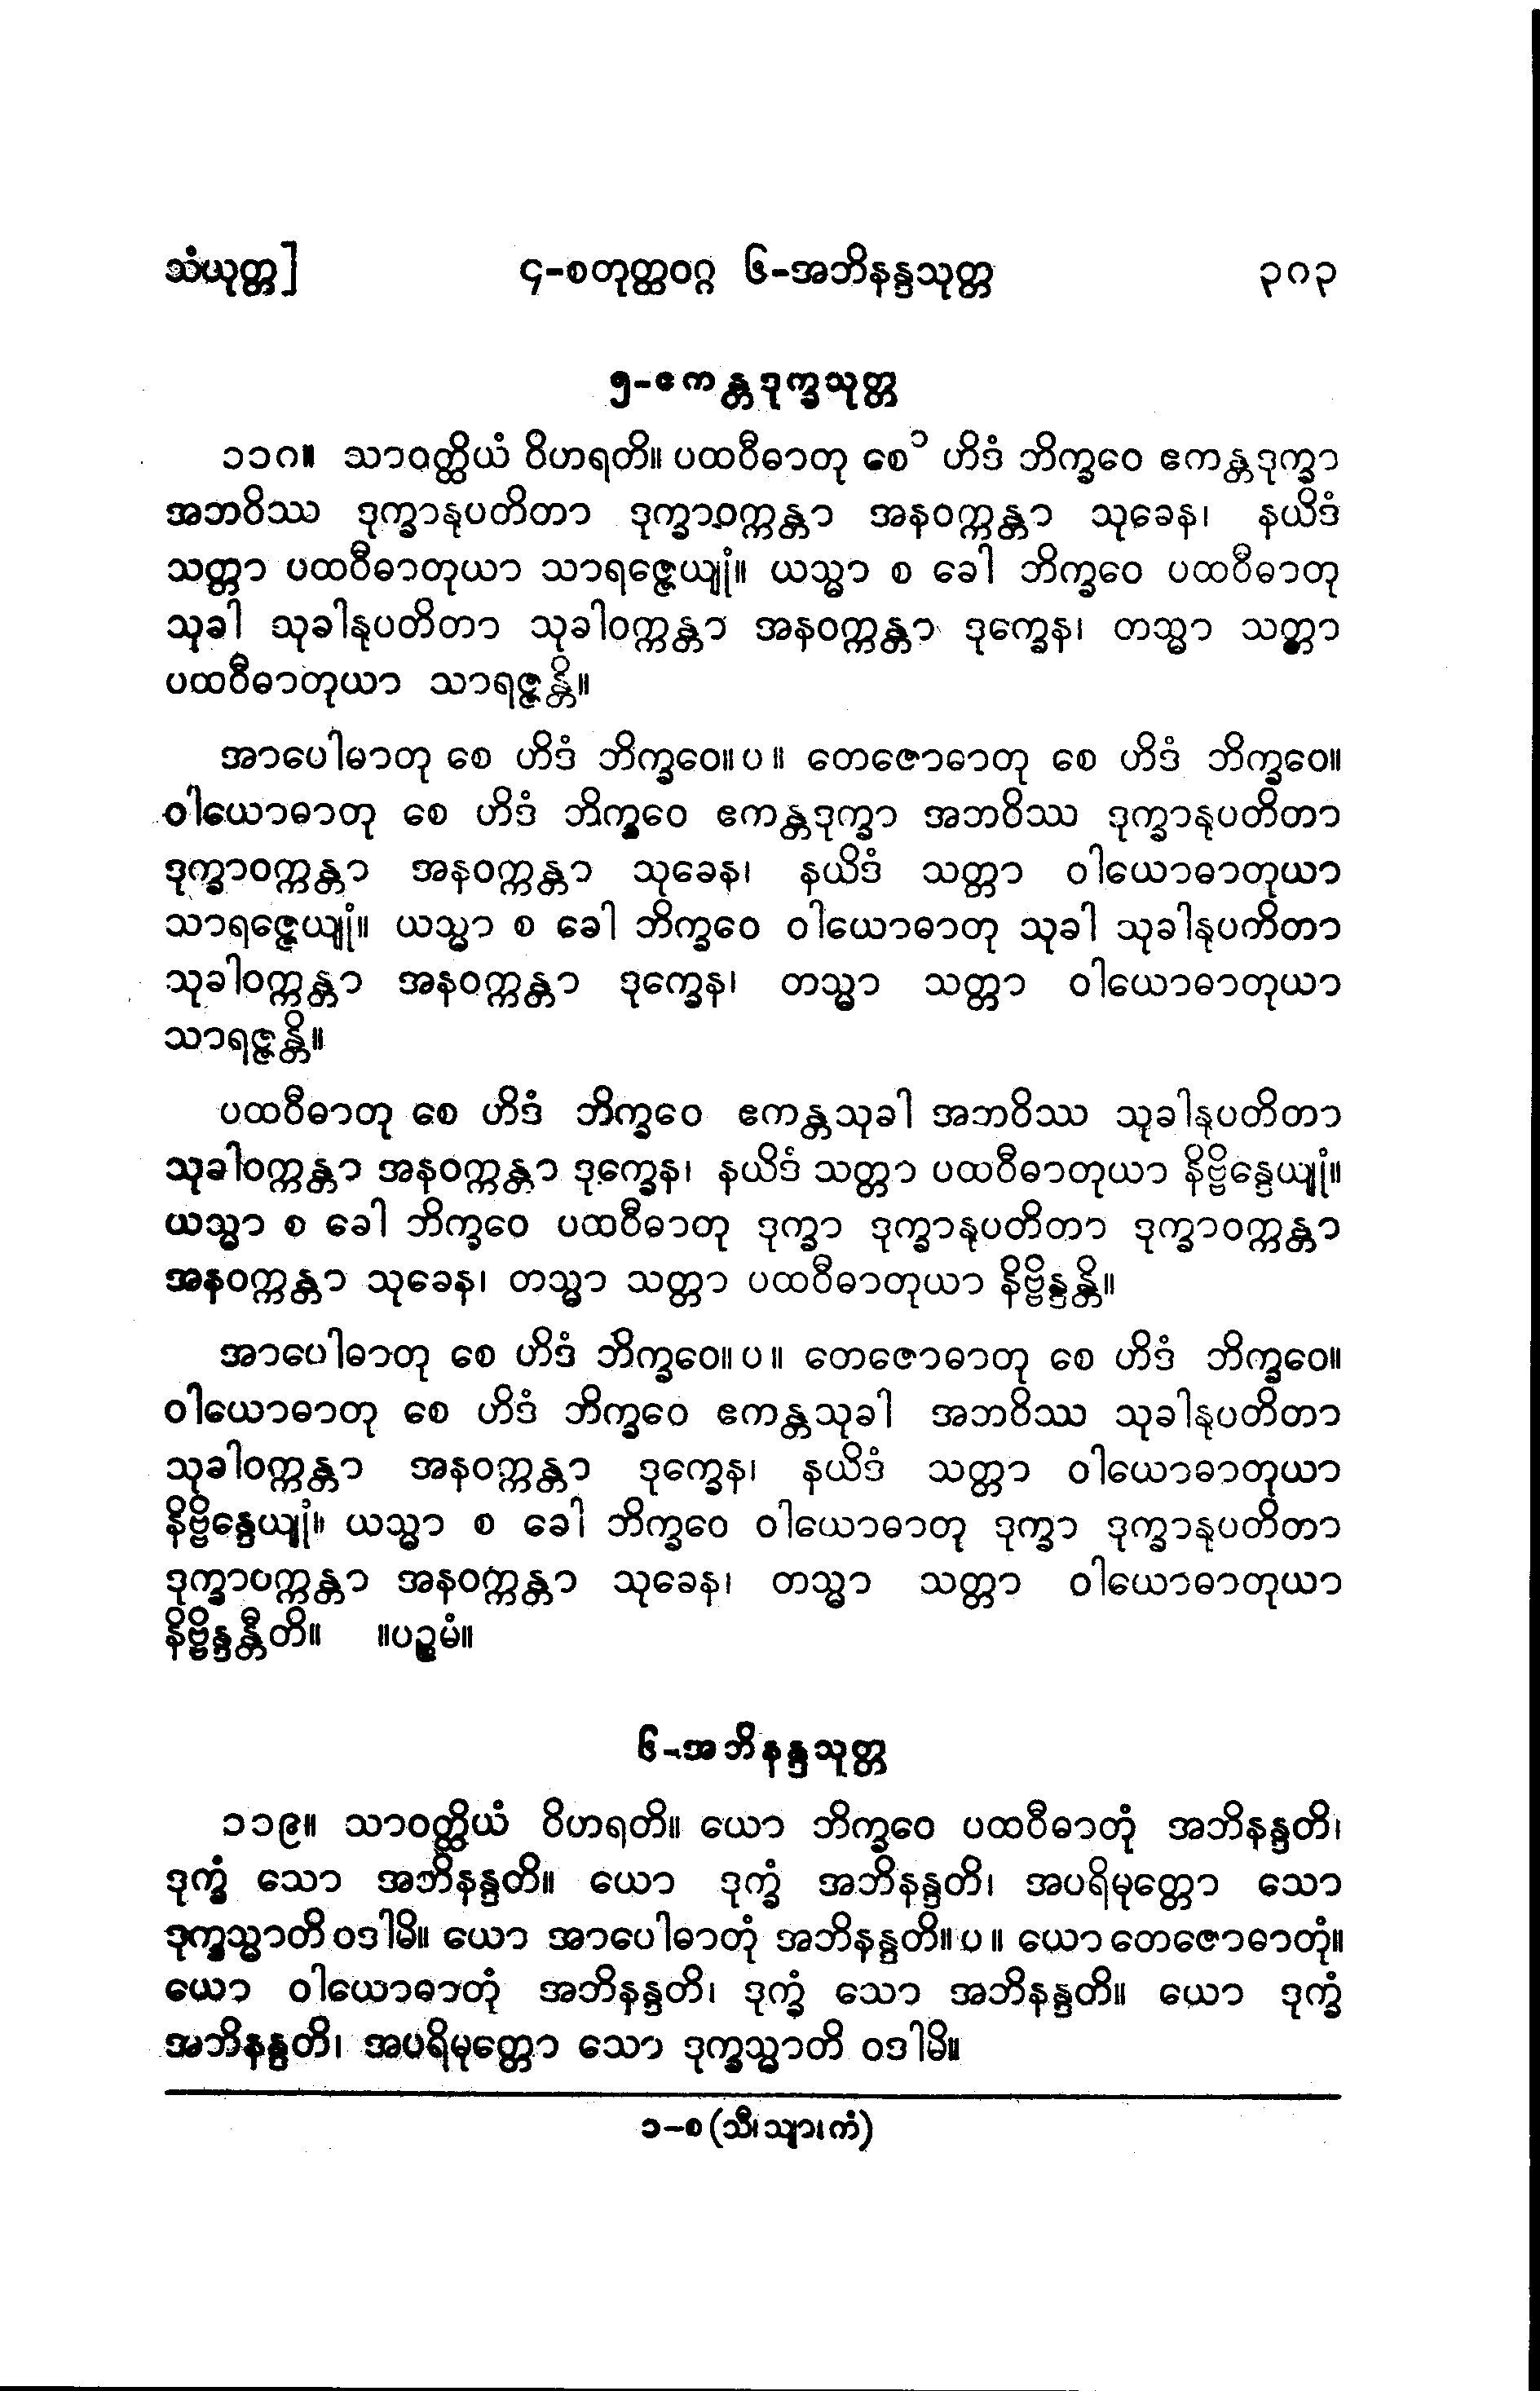 သံယုတ္တ]	၄-စတုတ္ထဝဂ္ဂ ၆-အဘိနန္ဒသုတ္တ	၃၈၃
၅-ဧကန္တဒုက္ခသုတ္တ
၁၁၈။ သာဝတ္ထိယံ ဝိဟရတိ။ ပထဝီဓာတု စေ ၁ ဟိဒံ ဘိက္ခဝေ ဧကန္တဒုက္ခာ
အဘဝိဿ ဒုက္ခာနုပတိတာ ဒုက္ခာဝက္ကန္တာ အနဝက္ကန္တာ သုခေန၊ နယိဒံ
သတ္တာ ပထဝီဓာတုယာ သာရဇ္ဇေယျုံ။ ယသ္မာ စ ခေါ ဘိက္ခဝေ ပထဝီဓာတု
သုခါ သုခါနုပတိတာ သုခါဝက္ကန္တာ အနဝက္ကန္တာ ဒုက္ခေန၊ တသ္မာ သတ္တာ
ပထဝီဓာတုယာ သာရဇ္ဇန္တိ။
အာပေါဓာတု စေ ဟိဒံ ဘိက္ခဝေ။ပ။ တေဇောဓာတု စေ ဟိဒံ ဘိက္ခဝေ။
ဝါယောဓာတု စေ ဟိဒံ ဘိက္ခဝေ ဧကန္တဒုက္ခာ အဘဝိဿ ဒုက္ခာနုပတိတာ
ဒုက္ခာဝက္ကန္တာ အနဝက္ကန္တာ သုခေန၊ နယိဒံ သတ္တာ ဝါယောဓာတုယာ
သာရဇ္ဇေယျုံ။ ယသ္မာ စ ခေါ ဘိက္ခဝေ ဝါယောဓာတု သုခါ သုခါနုပတိတာ
သုခါဝက္ကန္တာ အနဝက္ကန္တာ ဒုက္ခေန၊ တသ္မာ သတ္တာ ဝါယောဓာတုယာ
သာရဇ္ဇန္တိ။
ပထဝီဓာတု စေ ဟိဒံ ဘိက္ခဝေ ဧကန္တသုခါ အဘဝိဿ သုခါနုပတိတာ
သုခါဝက္ကန္တာ အနဝက္ကန္တာ ဒုက္ခေန၊ နယိဒံ သတ္တာ ပထဝီဓာတုယာ နိဗ္ဗိန္ဒေယျုံ။
ယသ္မာ စ ခေါ ဘိက္ခဝေ ပထဝီဓာတု ဒုက္ခာ ဒုက္ခာနုပတိတာ ဒုက္ခာဝက္ကန္တာ
အနဝက္ကန္တာ သုခေန၊ တသ္မာ သတ္တာ ပထဝီဓာတုယာ နိဗ္ဗိန္ဒန္တိ။
အာပေါဓာတု စေ ဟိဒံ ဘိက္ခဝေ။ပ။ တေဇောဓာတု စေ ဟိဒံ ဘိက္ခဝေ။
ဝါယောဓာတု စေ ဟိဒံ ဘိက္ခဝေ ဧကန္တသုခါ အဘဝိဿ သုခါနုပတိတာ
သုခါဝက္ကန္တာ အနဝက္ကန္တာ ဒုက္ခေန၊ နယိဒံ သတ္တာ ဝါယောဓာတုယာ
နိဗ္ဗိန္ဒေယျုံ။ ယသ္မာ စ ခေါ ဘိက္ခဝေ ဝါယောဓာတု ဒုက္ခာ ဒုက္ခာနုပတိတာ
ဒုက္ခာဝက္ကန္တာ အနဝက္ကန္တာ သုခေန၊ တသ္မာ သတ္တာ ဝါယောဓာတုယာ
နိဗ္ဗိန္ဒန္တီတိ။ ။ပဉ္စမံ။
၆-အဘိနန္ဒသုတ္တ
၁၁၉။ သာဝတ္ထိယံ ဝိဟရတိ။ ယော ဘိက္ခဝေ ပထဝီဓာတုံ အဘိနန္ဒတိ၊
ဒုက္ခံ သော အဘိနန္ဒတိ။ ယော ဒုက္ခံ အဘိနန္ဒတိ၊ အပရိမုတ္တော သော
ဒုက္ခသ္မာတိ ဝဒါမိ။ ယော အာပေါဓာတုံ အဘိနန္ဒတိ။ပ။ ယော တေဇောဓာတုံ။
ယော ဝါယောဓာတုံ အဘိနန္ဒတိ၊ ဒုက္ခံ သော အဘိနန္ဒတိ။ ယော ဒုက္ခံ
အဘိနန္ဒတိ၊ အပရိမုတ္တော သော ဒုက္ခသ္မာတိ ဝဒါမိ။
၁-စ (သီ၊သျာ၊ကံ)